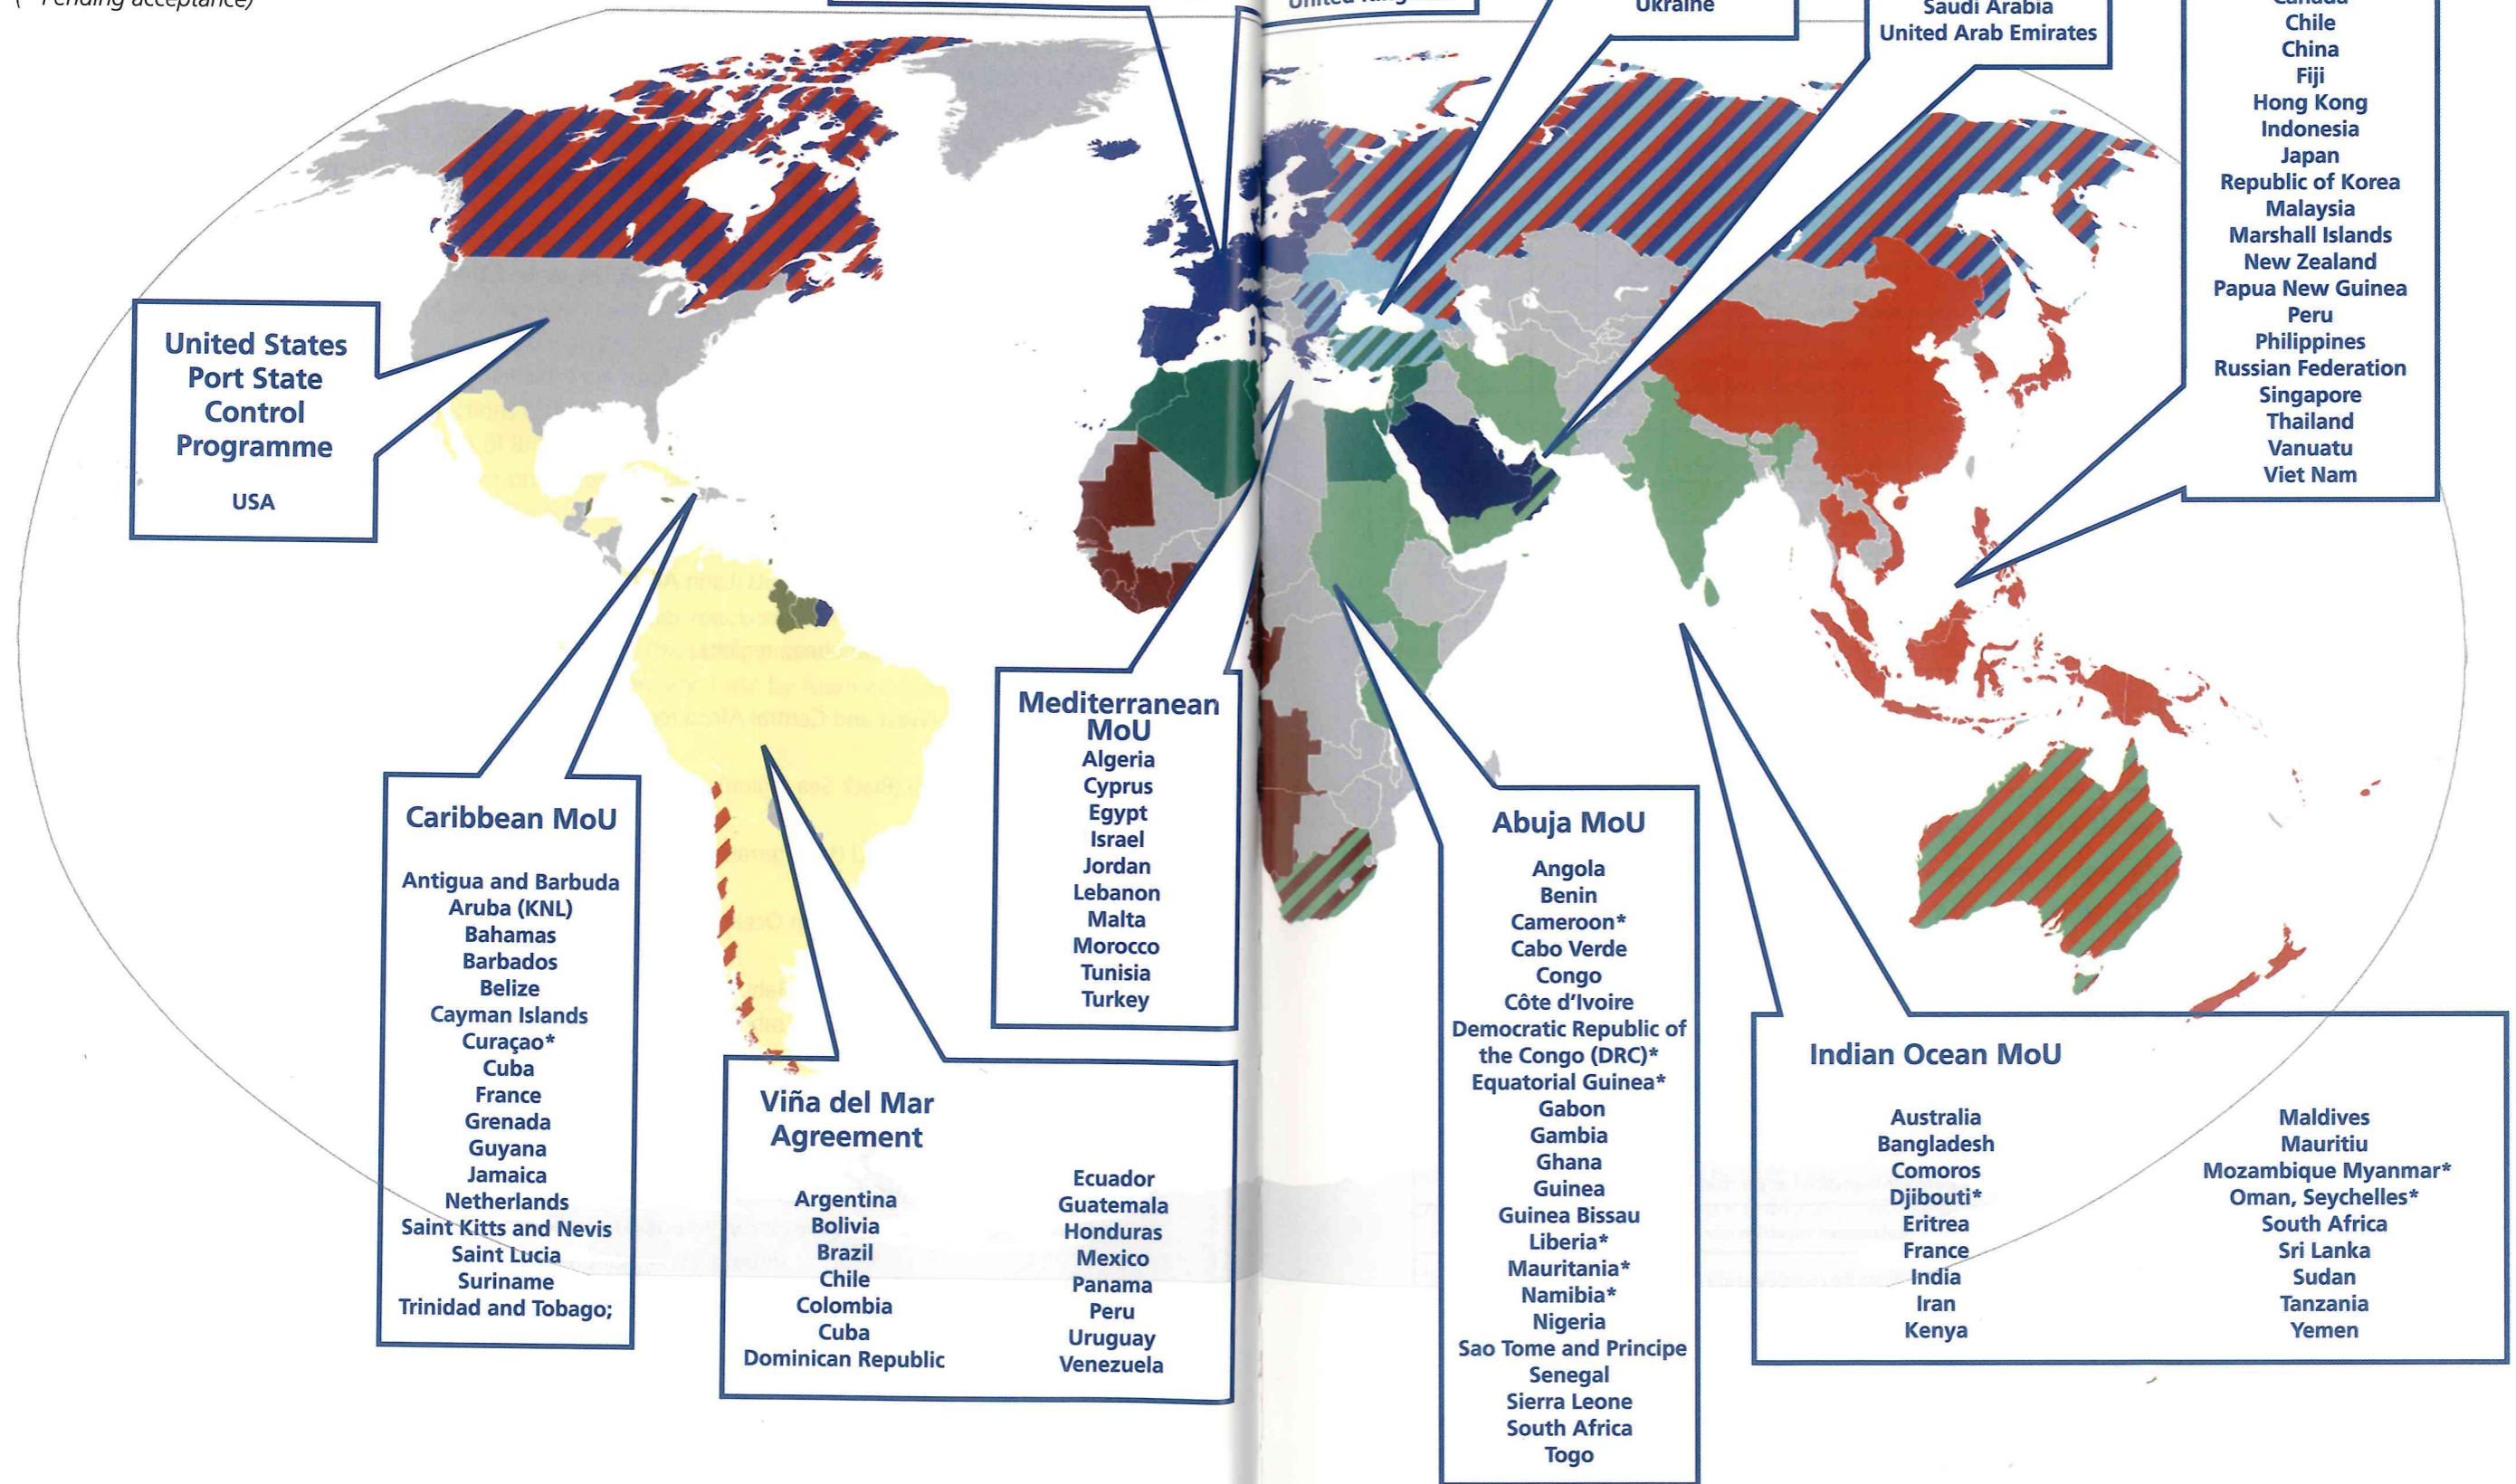 (* Pending acceptance)
Ukraine
Saudi Arabia
United Arab Emirates
Canada
Chile
China
Fiji
Hong Kong
Indonesia
Japan
Republic of Korea
Malaysia
Marshall Islands
New Zealand
Papua New Guinea
Peru
Philippines
Russian Federation
Singapore
Thailand
Vanuatu
Viet Nam
United States
Port State
Control
Programme
USA
Caribbean MoU
Antigua and Barbuda
Aruba (KNL)
Bahamas
Barbados
Belize
Cayman Islands
Curaçao*
Cuba
France
Grenada
Guyana
Jamaica
Netherlands
Saint Kitts and Nevis
Saint Lucia
Suriname
Trinidad and Tobago;
Viña del Mar
Agreement
Argentina
Bolivia
Brazil
Chile
Colombia
Cuba
Dominican Republic
Ecuador
Guatemala
Honduras
Mexico
Panama
Peru
Uruguay
Venezuela
Mediterranean
MoU
Algeria
Cyprus
Egypt
Israel
Jordan
Lebanon
Malta
Morocco
Tunisia
Turkey
Abuja MoU
Angola
Benin
Cameroon*
Cabo Verde
Congo
Côte d'Ivoire
Democratic Republic of
the Congo (DRC)*
Equatorial Guinea*
Gabon
Gambia
Ghana
Guinea
Guinea Bissau
Liberia*
Mauritania*
Namibia*
Nigeria
Sao Tome and Principe
Senegal
Sierra Leone
South Africa
Togo
Indian Ocean MoU
Australia
Bangladesh
Comoros
Djibouti*
Eritrea
France
India
Iran
Kenya
Maldives
Mauritiu
Mozambique Myanmar*
Oman, Seychelles*
South Africa
Sri Lanka
Sudan
Tanzania
Yemen